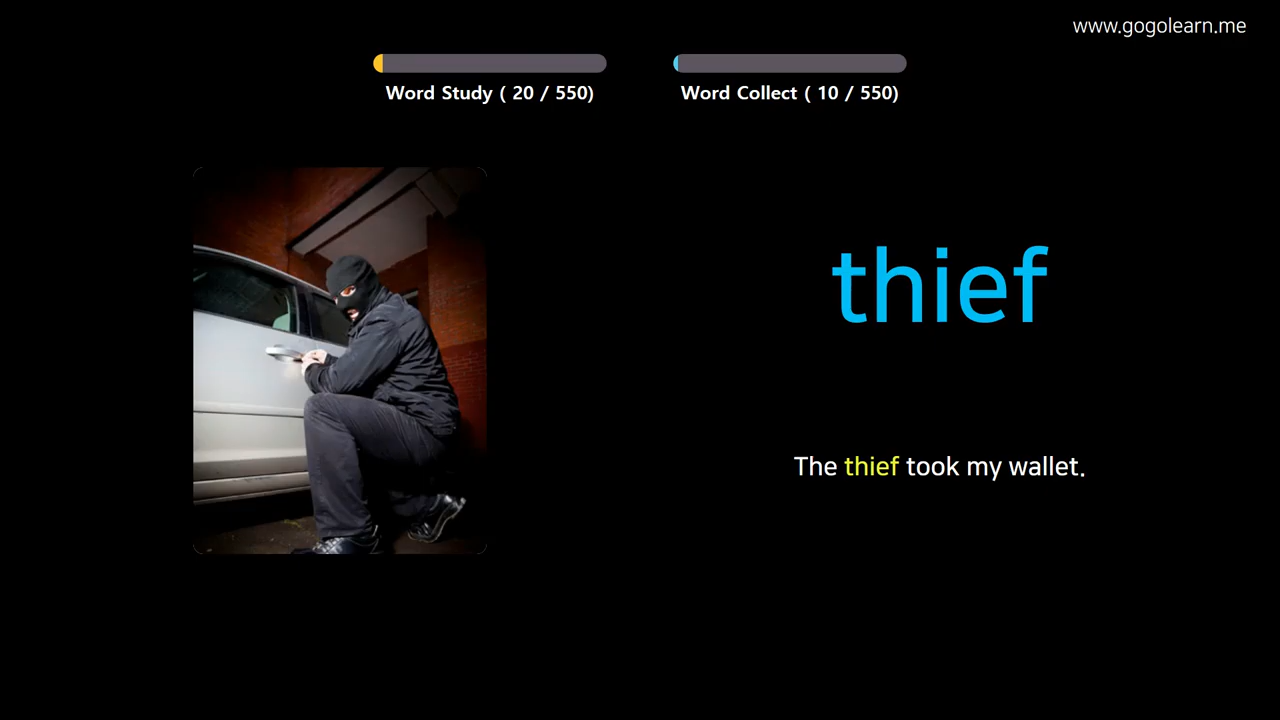 www.gogolearn.me
Word Study ( 20 / 550)
Word Collect ( 10 / 550)
thief
The thief took my wallet.